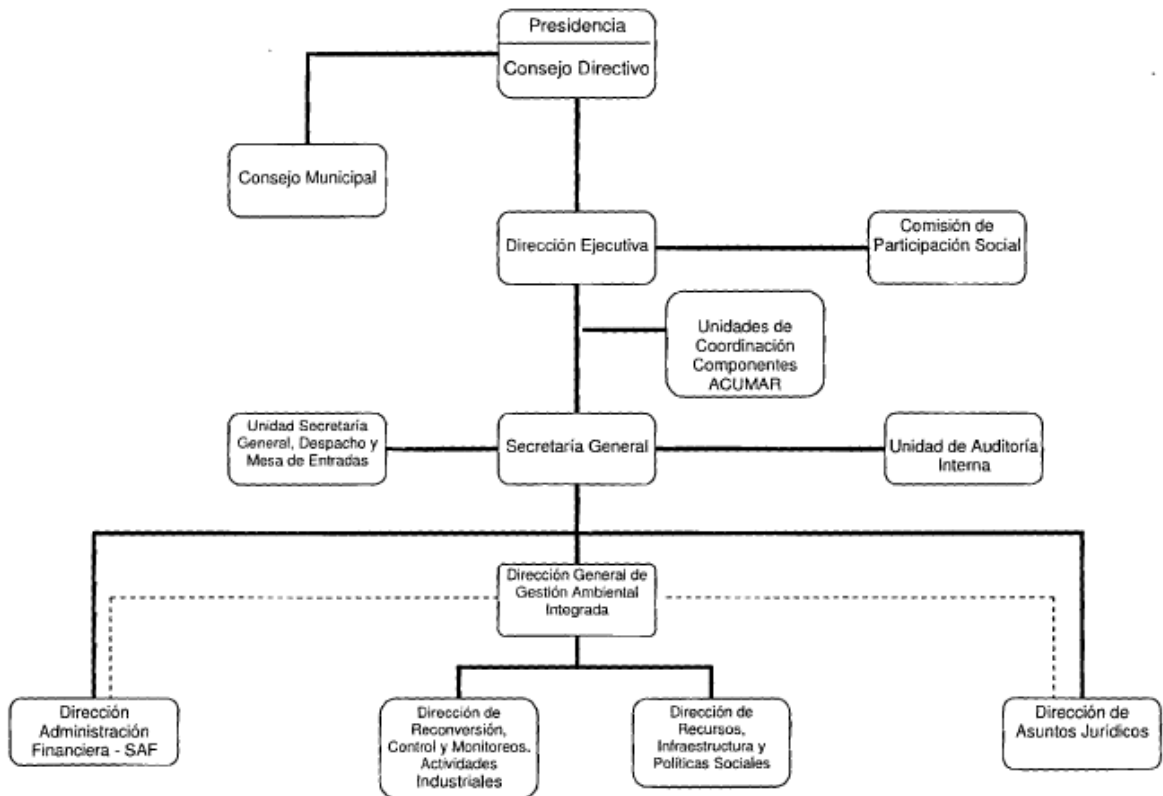 Presidencia
Consejo Directivo
Consejo Municipal
Dirección Ejecutiva
Comisión de
Participación Social
Unidades de
Coordinación
Componentes
ACUMAR
Unidad Secretaría
General, Despacho y
Mesa de Entradas
Secretaría General
Unidad de Auditoría
Interna
Dirección General de
Gestión Ambiental
Integrada
Dirección
Administración
Financiera - SAF
Dirección de
Reconversión,
Control y Monitoreos.
Actividades
Industriales
Dirección de
Recursos,
Infraestructura y
Políticas Sociales
Dirección de
Asuntos Jurídicos